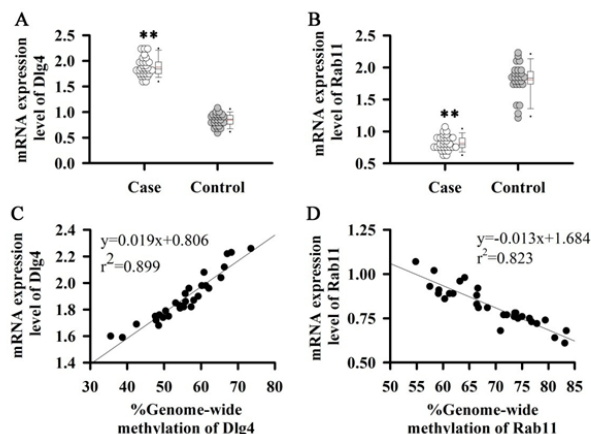 A
mRNA expression
level of Dlg4
2.5
2.0
1.5
1.0
0.5
0.0
**
Case
Control
B
mRNA expression
level of Rab11
2.5
2.0
1.5
1.0
0.5
**
Case
Control
C
mRNA expression
level of Dlg4
2.4
2.2
2.0
1.8
1.6
1.4
y=0.019x+0.806
r2=0.899
30
40
50
60
70
80
%Genome-wide
methylation of Dlg4
D
mRNA expression
level of Rab11
1.25
1.00
0.75
0.50
y=-0.013x+1.684
r2=0.823
50
55
60
65
70
75
80
85
%Genome-wide
methylation of Rab11